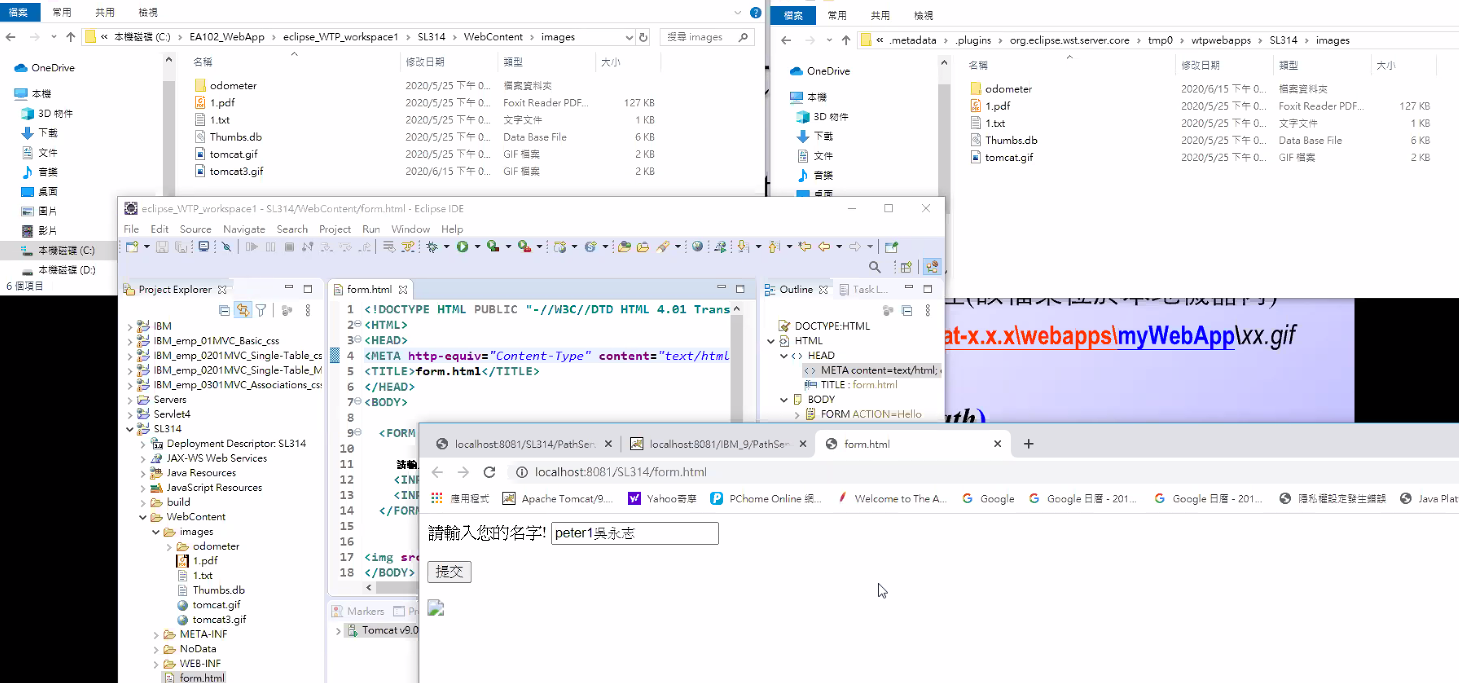 檔案 常用 共用 檢視
« 本機磁碟 (C:) › EA102_WebApp › eclipse_WTP_workspace1 › SL314 › WebContent › images
搜尋 images
OneDrive
本機
3D 物件
下載
文件
音樂
桌面
圖片
影片
本機磁碟 (C:)
本機磁碟 (D:)
6 個項目
名稱 修改日期 類型 大小
odometer 2020/5/25 下午 0... 檔案資料夾
1.pdf 2020/5/25 下午 0... Foxit Reader PDF... 127 KB
1.txt 2020/5/25 下午 0... 文字文件 1 KB
Thumbs.db 2020/5/25 下午 0... Data Base File 6 KB
tomcat.gif 2020/5/25 下午 0... GIF 檔案 2 KB
tomcat3.gif 2020/6/15 下午 0... GIF 檔案 2 KB
檔案 常用 共用 檢視
« .metadata › .plugins › org.eclipse.wst.server.core › tmp0 › wtpwebapps › SL314 › images
OneDrive
本機
3D 物件
下載
文件
音樂
桌面
名稱 修改日期 類型 大小
odometer 2020/6/15 下午 0... 檔案資料夾
1.pdf 2020/5/25 下午 0... Foxit Reader PDF... 127 KB
1.txt 2020/5/25 下午 0... 文字文件 1 KB
Thumbs.db 2020/5/25 下午 0... Data Base File 6 KB
tomcat.gif 2020/5/25 下午 0... GIF 檔案 2 KB
at-x.x.x\webapps\myWebApp\xx.gif
ath)
eclipse_WTP_workspace1 - SL314/WebContent/form.html - Eclipse IDE
File Edit Source Navigate Search Project Run Window Help
Project Explorer
IBM
IBM_emp_01MVC_Basic_css
IBM_emp_0201MVC_Single-Table_cs
IBM_emp_0201MVC_Single-Table_M
IBM_emp_0301MVC_Associations_css
Servers
Servlet4
SL314
Deployment Descriptor: SL314
JAX-WS Web Services
Java Resources
JavaScript Resources
build
WebContent
images
odometer
1.pdf
1.txt
Thumbs.db
tomcat.gif
tomcat3.gif
META-INF
NoData
WEB-INF
form.html
form.html
1 <!DOCTYPE HTML PUBLIC "-//W3C//DTD HTML 4.01 Trans
2 <HTML>
3 <HEAD>
4 <META http-equiv="Content-Type" content="text/html
5 <TITLE>form.html</TITLE>
6 </HEAD>
7 <BODY>
8
9 <FORM
10
11 請輸
12 <INP
13 <INP
14 </FORM
15
16
17 <img src
18 </BODY>
Markers Pr
Tomcat v9.0
Outline Task L...
DOCTYPE:HTML
HTML
HEAD
META content=text/html;
TITLE : form.html
BODY
FORM ACTION=Hello
localhost:8081/SL314/PathSer localhost:8081/IBM_9/PathSer form.html
localhost:8081/SL314/form.html
應用程式 Apache Tomcat/9.... Yahoo奇摩 PChome Online 網... Welcome to The A... Google Google 日曆 - 201... Google 日曆 - 201... 隱私權設定發生錯誤 Java Plat
請輸入您的名字! peter1吳永志
提交